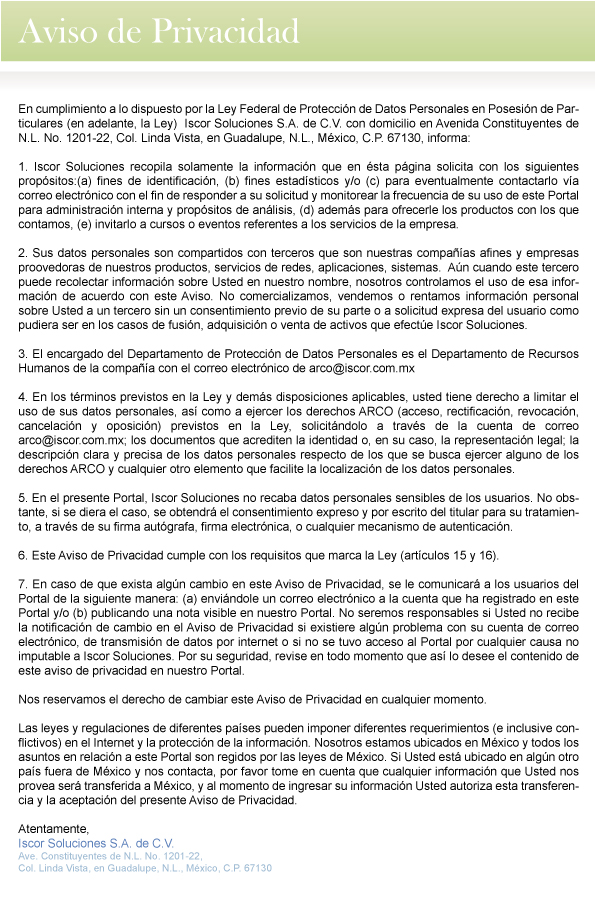 Aviso de Privacidad
En cumplimiento a lo dispuesto por la Ley Federal de Protección de Datos Personales en Posesión de Par-
ticulares (en adelante, la Ley)  Iscor Soluciones S.A. de C.V. con domicilio en Avenida Constituyentes de
N.L. No. 1201-22, Col. Linda Vista, en Guadalupe, N.L., México, C.P. 67130, informa:
1. Iscor Soluciones recopila solamente la información que en ésta página solicita con los siguientes
propósitos:(a) fines de identificación, (b) fines estadísticos y/o (c) para eventualmente contactarlo vía
correo electrónico con el fin de responder a su solicitud y monitorear la frecuencia de su uso de este Portal
para administración interna y propósitos de análisis, (d) además para ofrecerle los productos con los que
contamos, (e) invitarlo a cursos o eventos referentes a los servicios de la empresa.
2. Sus datos personales son compartidos con terceros que son nuestras compañías afines y empresas
proovedoras de nuestros productos, servicios de redes, aplicaciones, sistemas.  Aún cuando este tercero
puede recolectar información sobre Usted en nuestro nombre, nosotros controlamos el uso de esa infor-
mación de acuerdo con este Aviso. No comercializamos, vendemos o rentamos información personal
sobre Usted a un tercero sin un consentimiento previo de su parte o a solicitud expresa del usuario como
pudiera ser en los casos de fusión, adquisición o venta de activos que efectúe Iscor Soluciones.
3. El encargado del Departamento de Protección de Datos Personales es el Departamento de Recursos
Humanos de la compañía con el correo electrónico de arco@iscor.com.mx
4. En los términos previstos en la Ley y demás disposiciones aplicables, usted tiene derecho a limitar el
uso de sus datos personales, así como a ejercer los derechos ARCO (acceso, rectificación, revocación,
cancelación y oposición) previstos en la Ley, solicitándolo a través de la cuenta de correo
arco@iscor.com.mx; los documentos que acrediten la identidad o, en su caso, la representación legal; la
descripción clara y precisa de los datos personales respecto de los que se busca ejercer alguno de los
derechos ARCO y cualquier otro elemento que facilite la localización de los datos personales.
5. En el presente Portal, Iscor Soluciones no recaba datos personales sensibles de los usuarios. No obs-
tante, si se diera el caso, se obtendrá el consentimiento expreso y por escrito del titular para su tratamien-
to, a través de su firma autógrafa, firma electrónica, o cualquier mecanismo de autenticación.
6. Este Aviso de Privacidad cumple con los requisitos que marca la Ley (artículos 15 y 16).
7. En caso de que exista algún cambio en este Aviso de Privacidad, se le comunicará a los usuarios del
Portal de la siguiente manera: (a) enviándole un correo electrónico a la cuenta que ha registrado en este
Portal y/o (b) publicando una nota visible en nuestro Portal. No seremos responsables si Usted no recibe
la notificación de cambio en el Aviso de Privacidad si existiere algún problema con su cuenta de correo
electrónico, de transmisión de datos por internet o si no se tuvo acceso al Portal por cualquier causa no
imputable a Iscor Soluciones. Por su seguridad, revise en todo momento que así lo desee el contenido de
este aviso de privacidad en nuestro Portal.
Nos reservamos el derecho de cambiar este Aviso de Privacidad en cualquier momento.
Las leyes y regulaciones de diferentes países pueden imponer diferentes requerimientos (e inclusive con-
flictivos) en el Internet y la protección de la información. Nosotros estamos ubicados en México y todos los
asuntos en relación a este Portal son regidos por las leyes de México. Si Usted está ubicado en algún otro
país fuera de México y nos contacta, por favor tome en cuenta que cualquier información que Usted nos
provea será transferida a México, y al momento de ingresar su información Usted autoriza esta transferen-
cia y la aceptación del presente Aviso de Privacidad.
Atentamente,
Iscor Soluciones S.A. de C.V.
Ave. Constituyentes de N.L. No. 1201-22,
Col. Linda Vista, en Guadalupe, N.L., México, C.P. 67130